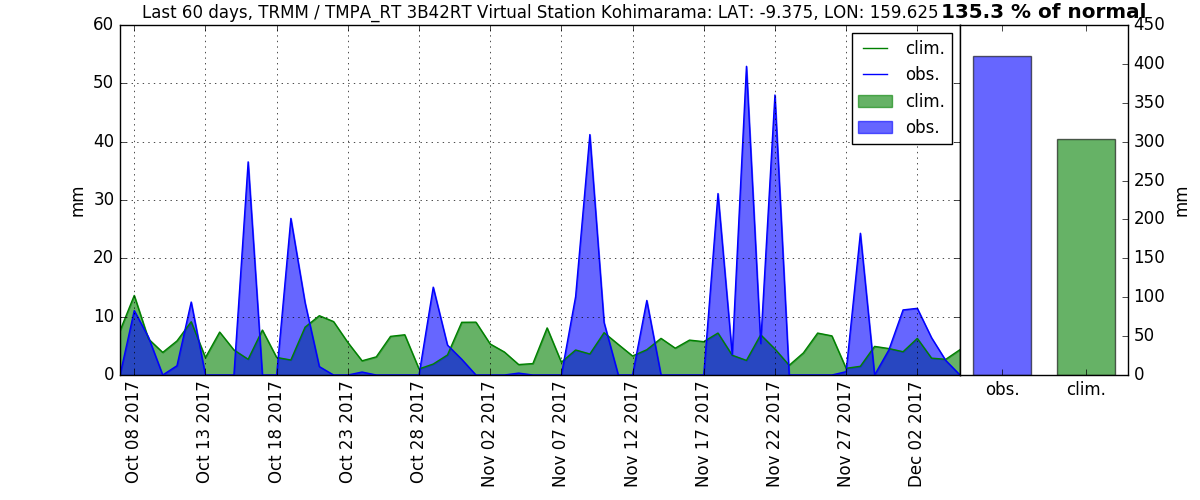 Last 60 days, TRMM / TMPA_RT 3B42RT Virtual Station Kohimarama: LAT: -9.375, LON: 159.625 135.3 % of normal
60
50
40
30
20
10
0
mm
clim.
obs.
clim.
obs.
Oct 08 2017
Oct 13 2017
Oct 18 2017
Oct 23 2017
Oct 28 2017
Nov 02 2017
Nov 07 2017
Nov 12 2017
Nov 17 2017
Nov 22 2017
Nov 27 2017
Dec 02 2017
450
400
350
300
250
200
150
100
50
0
mm
obs.
clim.